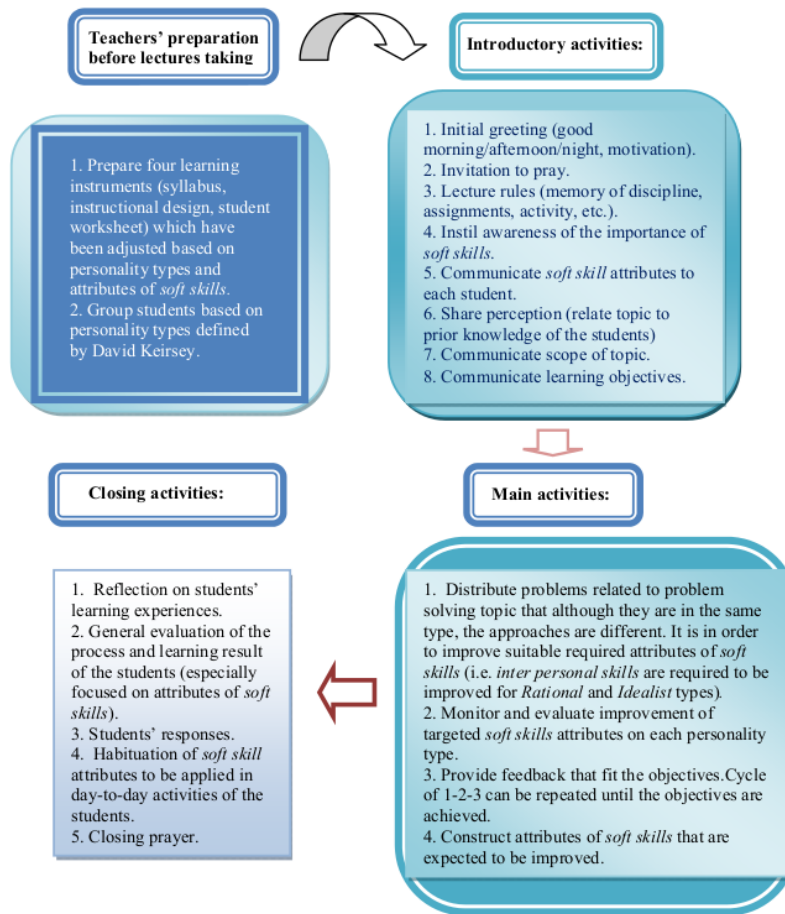 Teachers' preparation
before lectures taking
1. Prepare four learning
instruments (syllabus,
instructional design, student
worksheet) which have
been adjusted based on
personality types and
attributes of soft skills.
2. Group students based on
personality types defined
by David Keirsey.
Introductory activities:
1. Initial greeting (good
morning/afternoon/night, motivation).
2. Invitation to pray.
3. Lecture rules (memory of discipline,
assignments, activity, etc.).
4. Instil awareness of the importance of
soft skills.
5. Communicate soft skill attributes to
each student.
6. Share perception (relate topic to
prior knowledge of the students)
7. Communicate scope of topic.
8. Communicate learning objectives.
Main activities:
1. Distribute problems related to problem
solving topic that although they are in the same
type, the approaches are different. It is in order
to improve suitable required attributes of soft
skills (i.e. inter personal skills are required to be
improved for Rational and Idealist types).
2. Monitor and evaluate improvement of
targeted soft skills attributes on each personality
type.
3. Provide feedback that fit the objectives.Cycle
of 1-2-3 can be repeated until the objectives are
achieved.
4. Construct attributes of soft skills that are
expected to be improved.
Closing activities:
1. Reflection on students'
learning experiences.
2. General evaluation of the
process and learning result
of the students (especially
focused on attributes of soft
skills).
3. Students' responses.
4. Habituation of soft skill
attributes to be applied in
day-to-day activities of the
students.
5. Closing prayer.